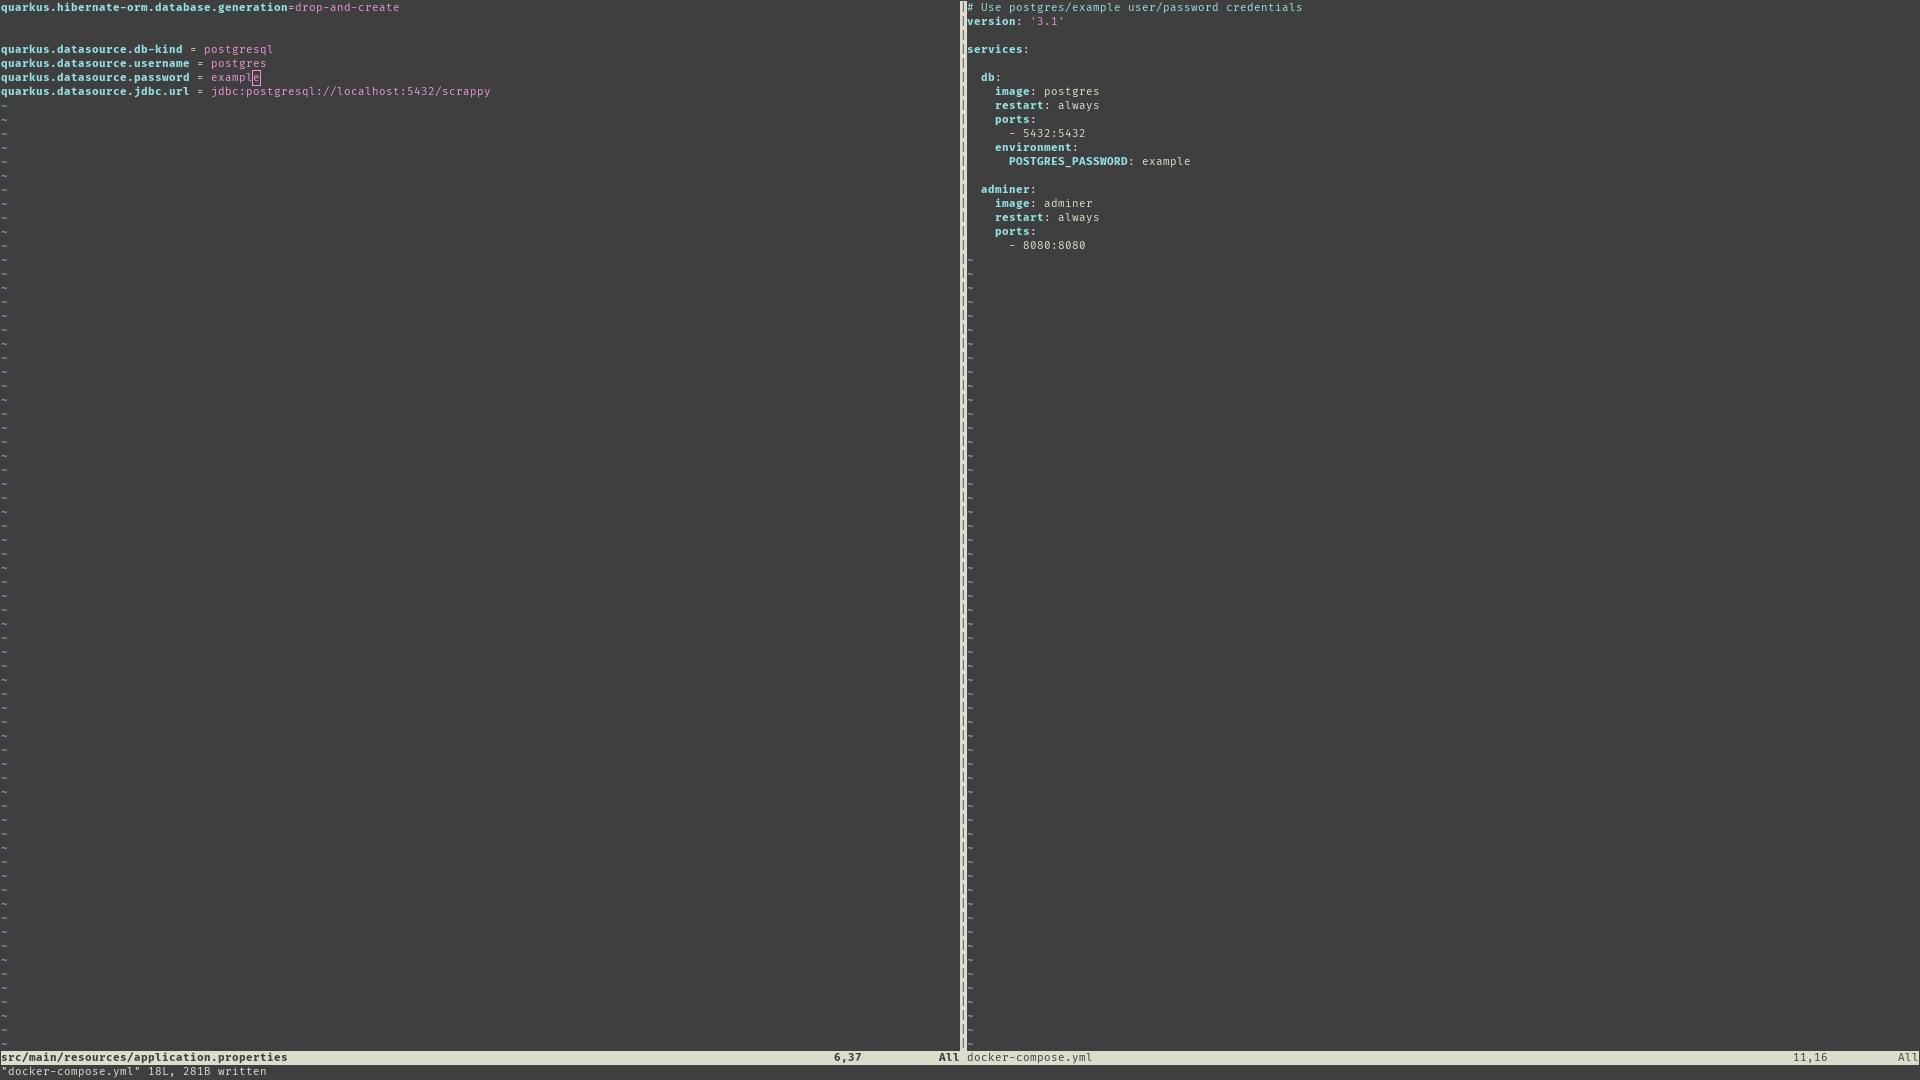 quarkus.hibernate-orm.database.generation=drop-and-create
quarkus.datasource.db-kind = postgresql
quarkus.datasource.username = postgres
quarkus.datasource.password = example
quarkus.datasource.jdbc.url = jdbc:postgresql://localhost:5432/scrappy
src/main/resources/application.properties 6,37 All
# Use postgres/example user/password credentials
version: '3.1'
services:
db:
image: postgres
restart: always
ports:
- 5432:5432
environment:
POSTGRES_PASSWORD: example
adminer:
image: adminer
restart: always
ports:
- 8080:8080
docker-compose.yml 11,16 All
"docker-compose.yml" 18L, 281B written